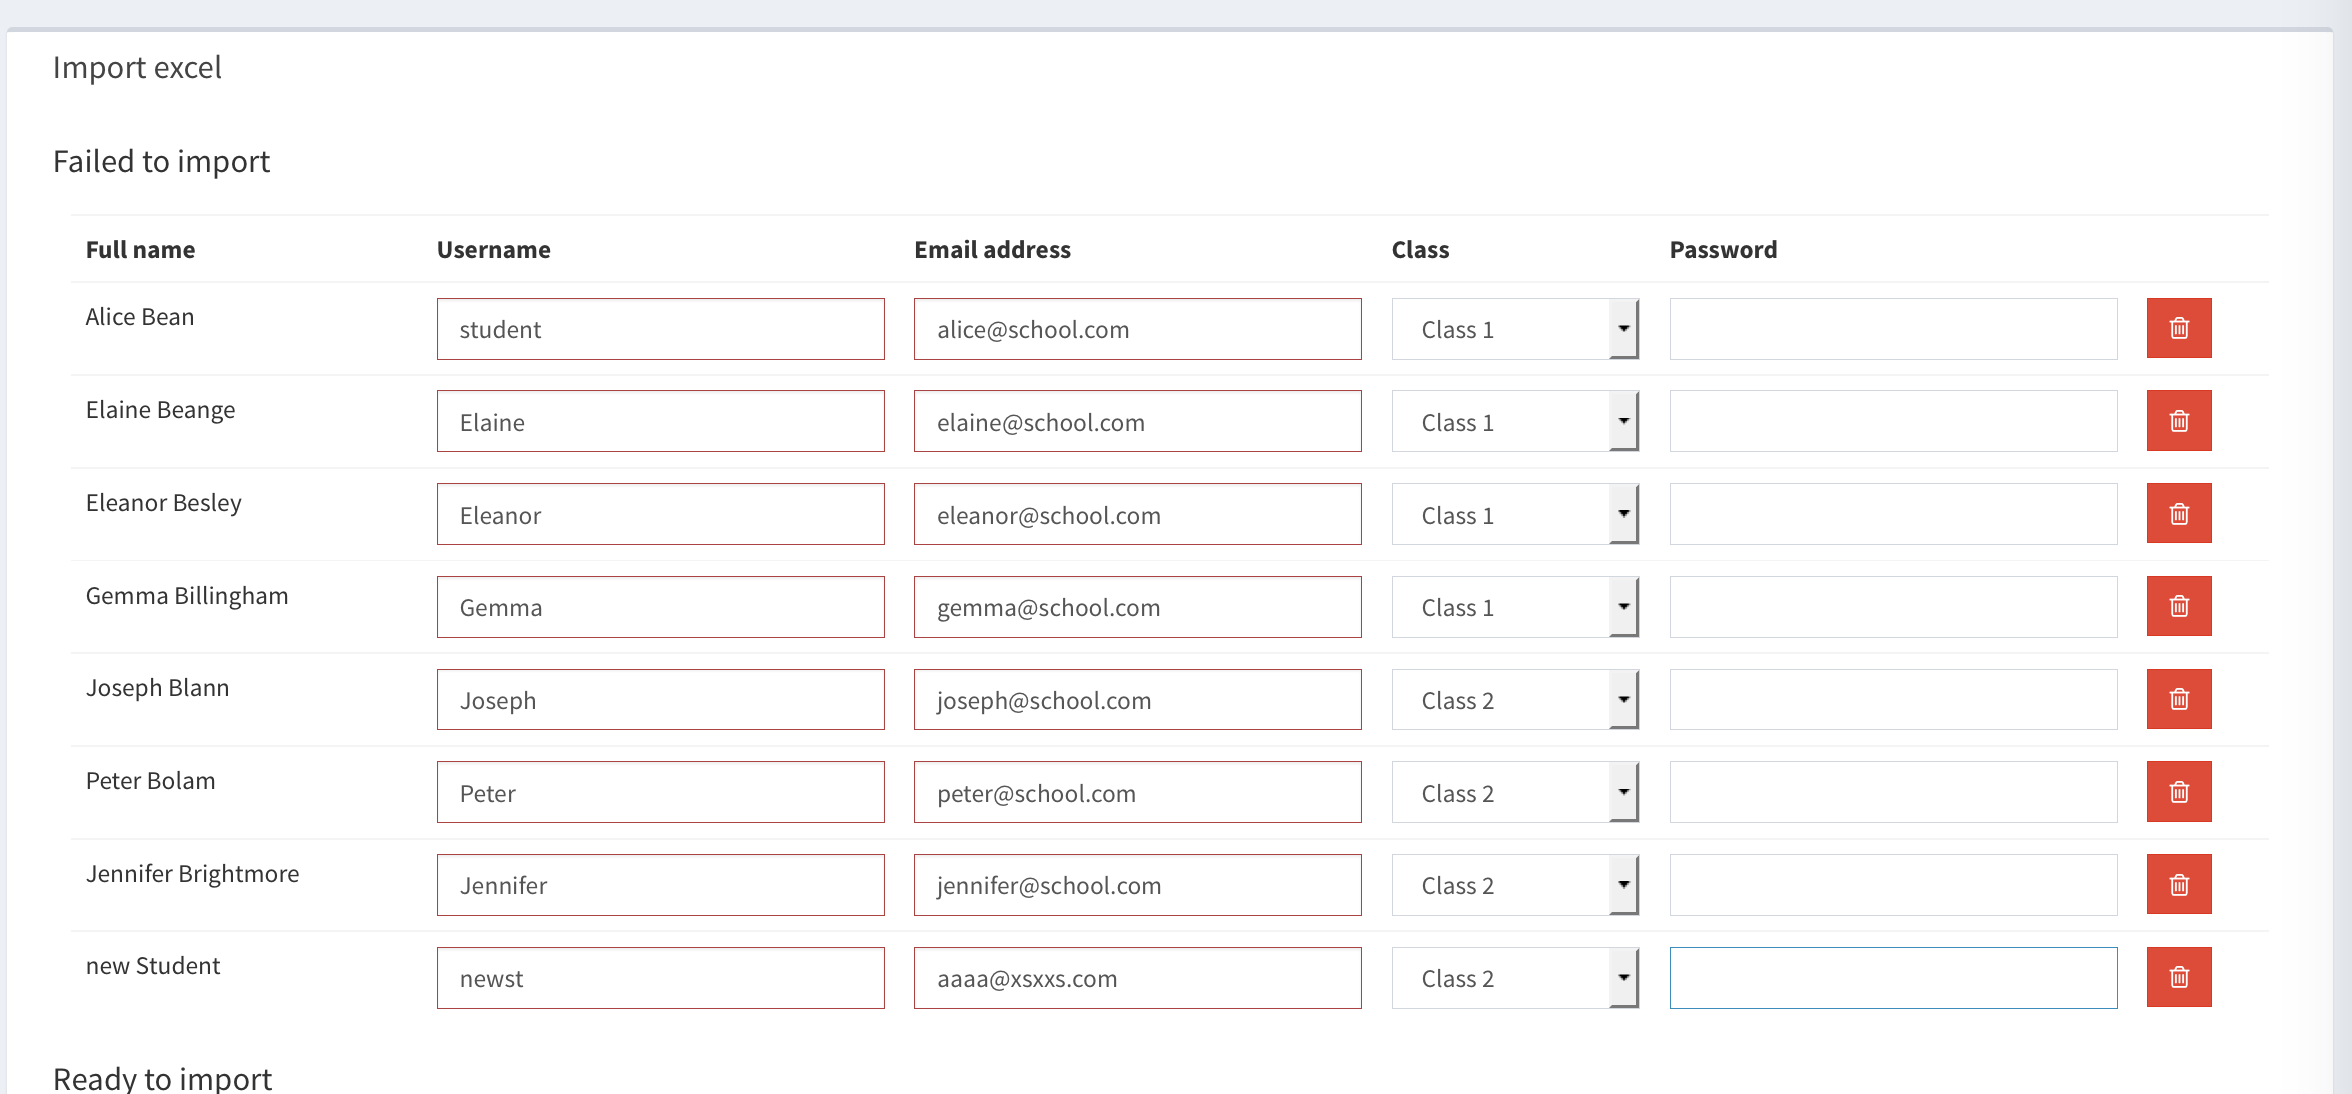 Import excel
Failed to import
Full name Username Email address Class Password
Alice Bean student alice@school.com Class 1
Elaine Beange Elaine elaine@school.com Class 1
Eleanor Besley Eleanor eleanor@school.com Class 1
Gemma Billingham Gemma gemma@school.com Class 1
Joseph Blann Joseph joseph@school.com Class 2
Peter Bolam Peter peter@school.com Class 2
Jennifer Brightmore Jennifer jennifer@school.com Class 2
new Student newst aaaa@xsxxs.com Class 2
Ready to import